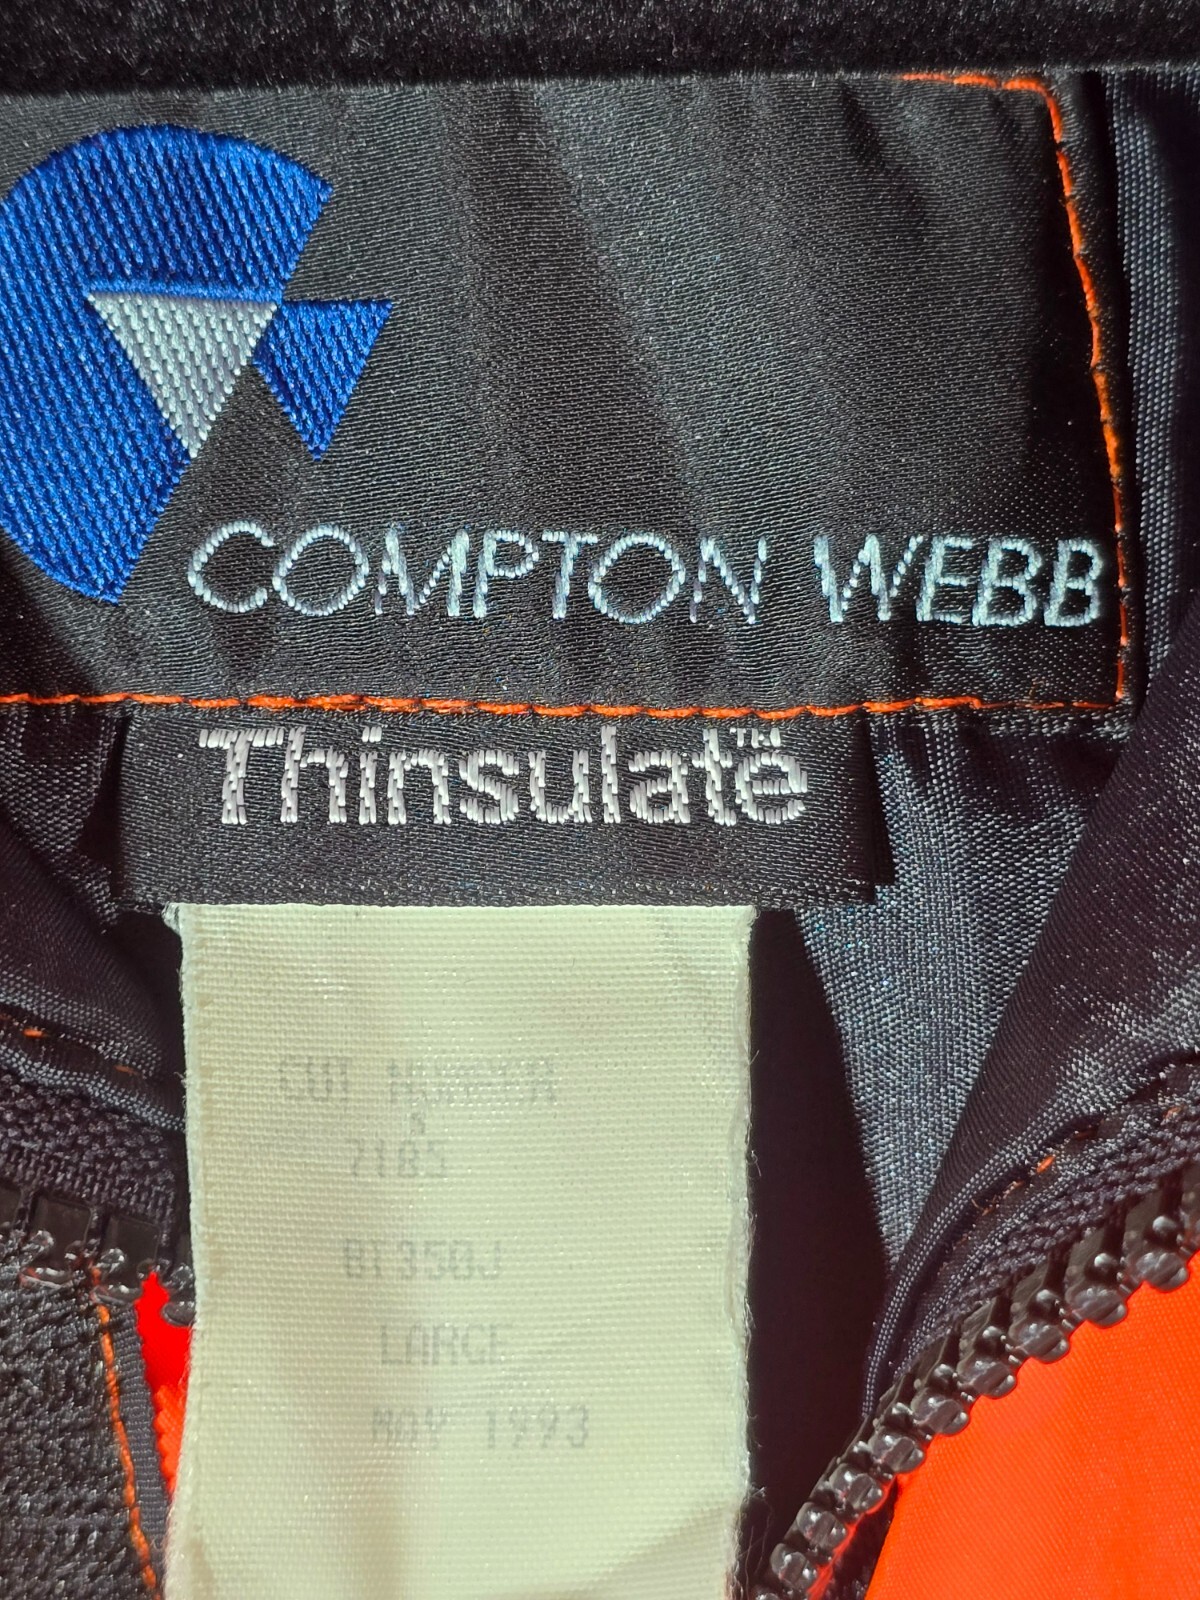 COMPTON WEBB
Thinsulate™
CUT NUMBER
7185
BT350J
LARGE
MAY 1993